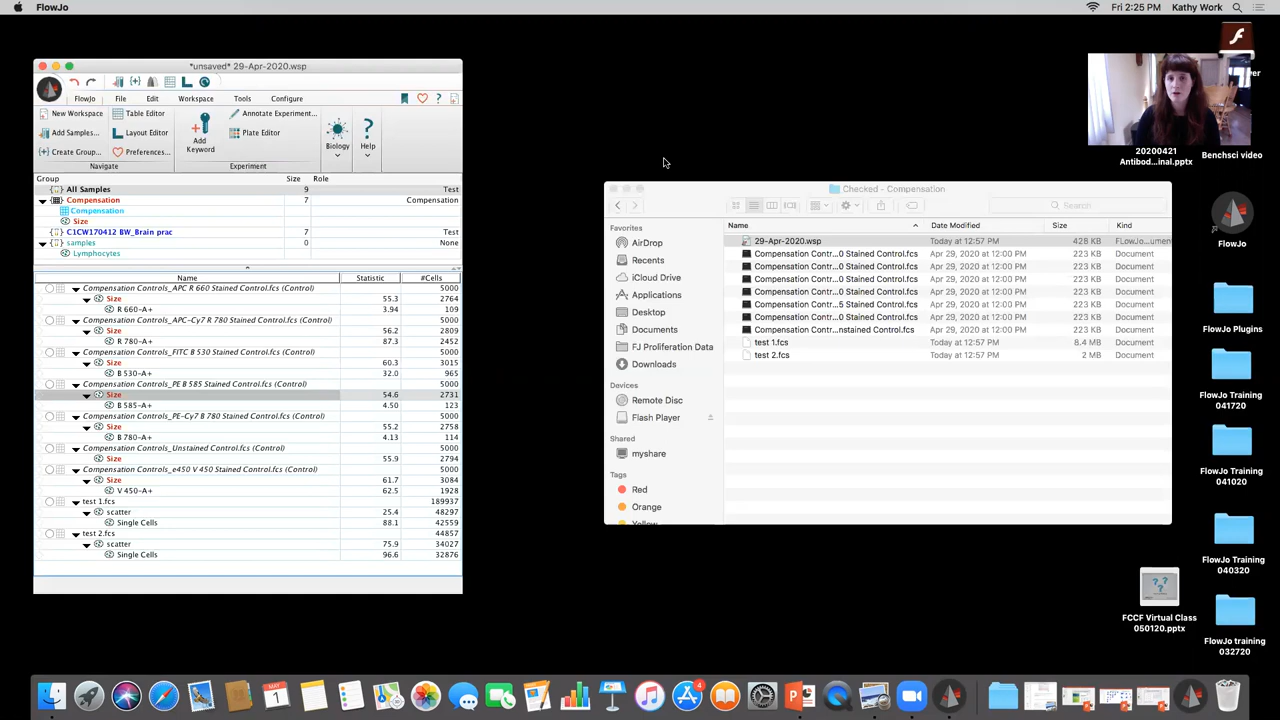 FlowJo
Fri 2:25 PM Kathy Work
*unsaved* 29-Apr-2020.wsp
FlowJo File Edit Workspace Tools Configure
New Workspace
Table Editor
Add Samples...
Layout Editor
Create Group...
Preferences...
Navigate
Add Keyword
Annotate Experiment...
Plate Editor
Experiment
Biology
Help
Group Size Role
All Samples 9 Test
Compensation 7 Compensation
Compensation
Size
C1CW170412 BW_Brain prac 7 Test
samples 0 None
Lymphocytes
Name Statistic #Cells
Compensation Controls_APC R 660 Stained Control.fcs (Control) 5000
Size 55.3 2764
R 660-A+ 3.94 109
Compensation Controls_APC-Cy7 R 780 Stained Control.fcs (Control) 5000
Size 56.2 2809
R 780-A+ 87.3 2452
Compensation Controls_FITC B 530 Stained Control.fcs (Control) 5000
Size 60.3 3015
B 530-A+ 32.0 965
Compensation Controls_PE B 585 Stained Control.fcs (Control) 5000
Size 54.6 2731
B 585-A+ 4.50 123
Compensation Controls_PE-Cy7 B 780 Stained Control.fcs (Control) 5000
Size 55.2 2758
B 780-A+ 4.13 114
Compensation Controls_Unstained Control.fcs (Control) 5000
Size 55.9 2794
Compensation Controls_e450 V 450 Stained Control.fcs (Control) 5000
Size 61.7 3084
V 450-A+ 62.5 1928
test 1.fcs 189937
scatter 25.4 48297
Single Cells 88.1 42559
test 2.fcs 44857
scatter 75.9 34027
Single Cells 96.6 32876
Checked - Compensation
Search
Favorites
AirDrop
Recents
iCloud Drive
Applications
Desktop
Documents
FJ Proliferation Data
Downloads
Devices
Remote Disc
Flash Player
Shared
myshare
Tags
Red
Orange
Yellow
Name Date Modified Size Kind
29-Apr-2020.wsp Today at 12:57 PM 428 KB FLowJo...ument
Compensation Contr...0 Stained Control.fcs Apr 29, 2020 at 12:00 PM 223 KB Document
Compensation Contr...0 Stained Control.fcs Apr 29, 2020 at 12:00 PM 223 KB Document
Compensation Contr...0 Stained Control.fcs Apr 29, 2020 at 12:00 PM 223 KB Document
Compensation Contr...0 Stained Control.fcs Apr 29, 2020 at 12:00 PM 223 KB Document
Compensation Contr...5 Stained Control.fcs Apr 29, 2020 at 12:00 PM 223 KB Document
Compensation Contr...0 Stained Control.fcs Apr 29, 2020 at 12:00 PM 223 KB Document
Compensation Contr...nstained Control.fcs Apr 29, 2020 at 12:00 PM 223 KB Document
test 1.fcs Today at 12:57 PM 8.4 MB Document
test 2.fcs Today at 12:57 PM 2 MB Document
20200421
Antibod...inal.pptx
Benchsci video
FlowJo
FlowJo Plugins
FlowJo Training
041720
FlowJo Training
041020
FlowJo Training
040320
FCCF Virtual Class
050120.pptx
FlowJo training
032720
MAY
1
4